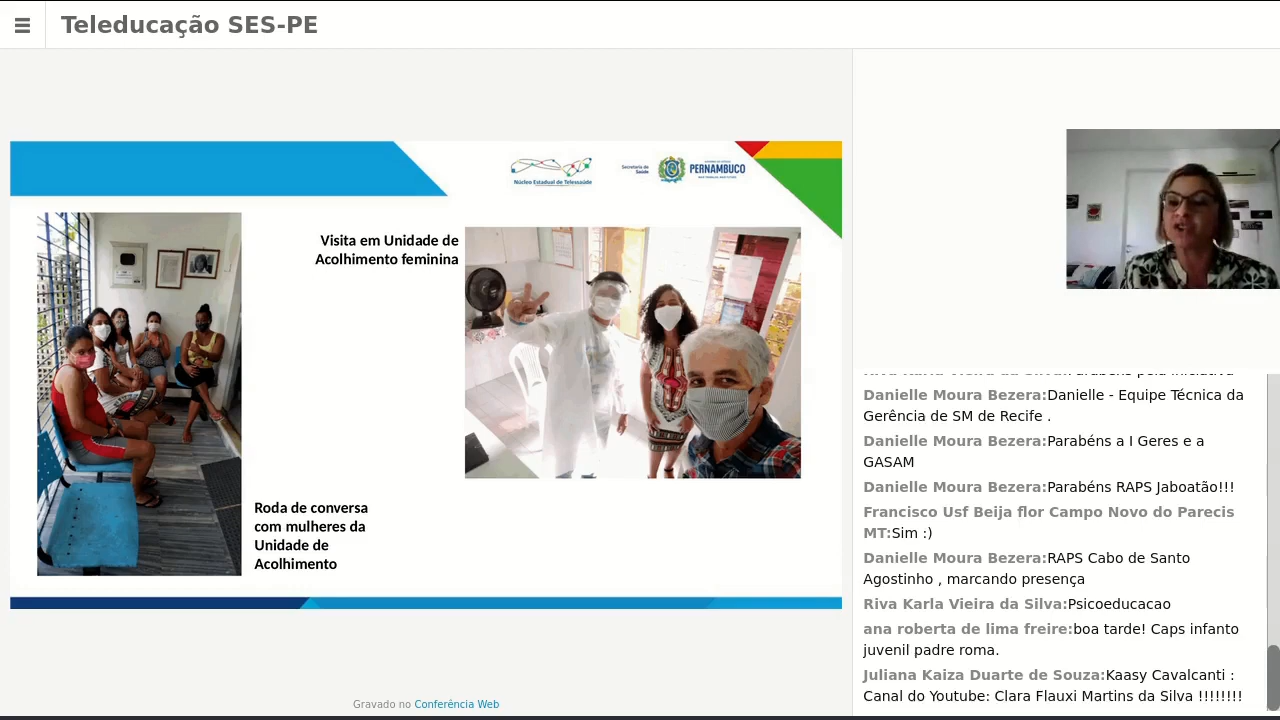 Teleducação SES-PE
Núcleo Estadual de Telessaúde
Secretaria de
Saúde
PERNAMBUCO
Visita em Unidade de
Acolhimento feminina
Roda de conversa
com mulheres da
Unidade de
Acolhimento
Gravado no Conferência Web
Danielle Moura Bezera:Danielle - Equipe Técnica da
Gerência de SM de Recife .
Danielle Moura Bezera:Parabéns a I Geres e a
GASAM
Danielle Moura Bezera:Parabéns RAPS Jaboatão!!!
Francisco Usf Beija flor Campo Novo do Parecis
MT:Sim :)
Danielle Moura Bezera:RAPS Cabo de Santo
Agostinho , marcando presença
Riva Karla Vieira da Silva:Psicoeducacao
ana roberta de lima freire:boa tarde! Caps infanto
juvenil padre roma.
Juliana Kaiza Duarte de Souza:Kaasy Cavalcanti :
Canal do Youtube: Clara Flauxi Martins da Silva !!!!!!!!